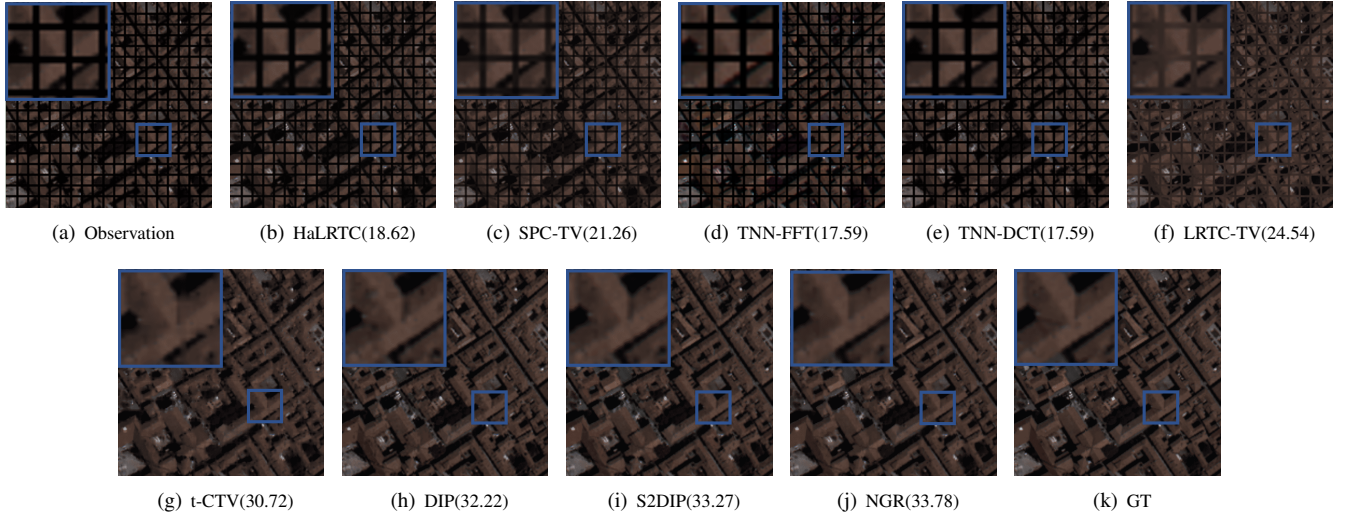 (a) Observation
(b) HaLRTC(18.62)
(c) SPC-TV(21.26)
(d) TNN-FFT(17.59)
(e) TNN-DCT(17.59)
(f) LRTC-TV(24.54)
(g) t-CTV(30.72)
(h) DIP(32.22)
(i) S2DIP(33.27)
(j) NGR(33.78)
(k) GT